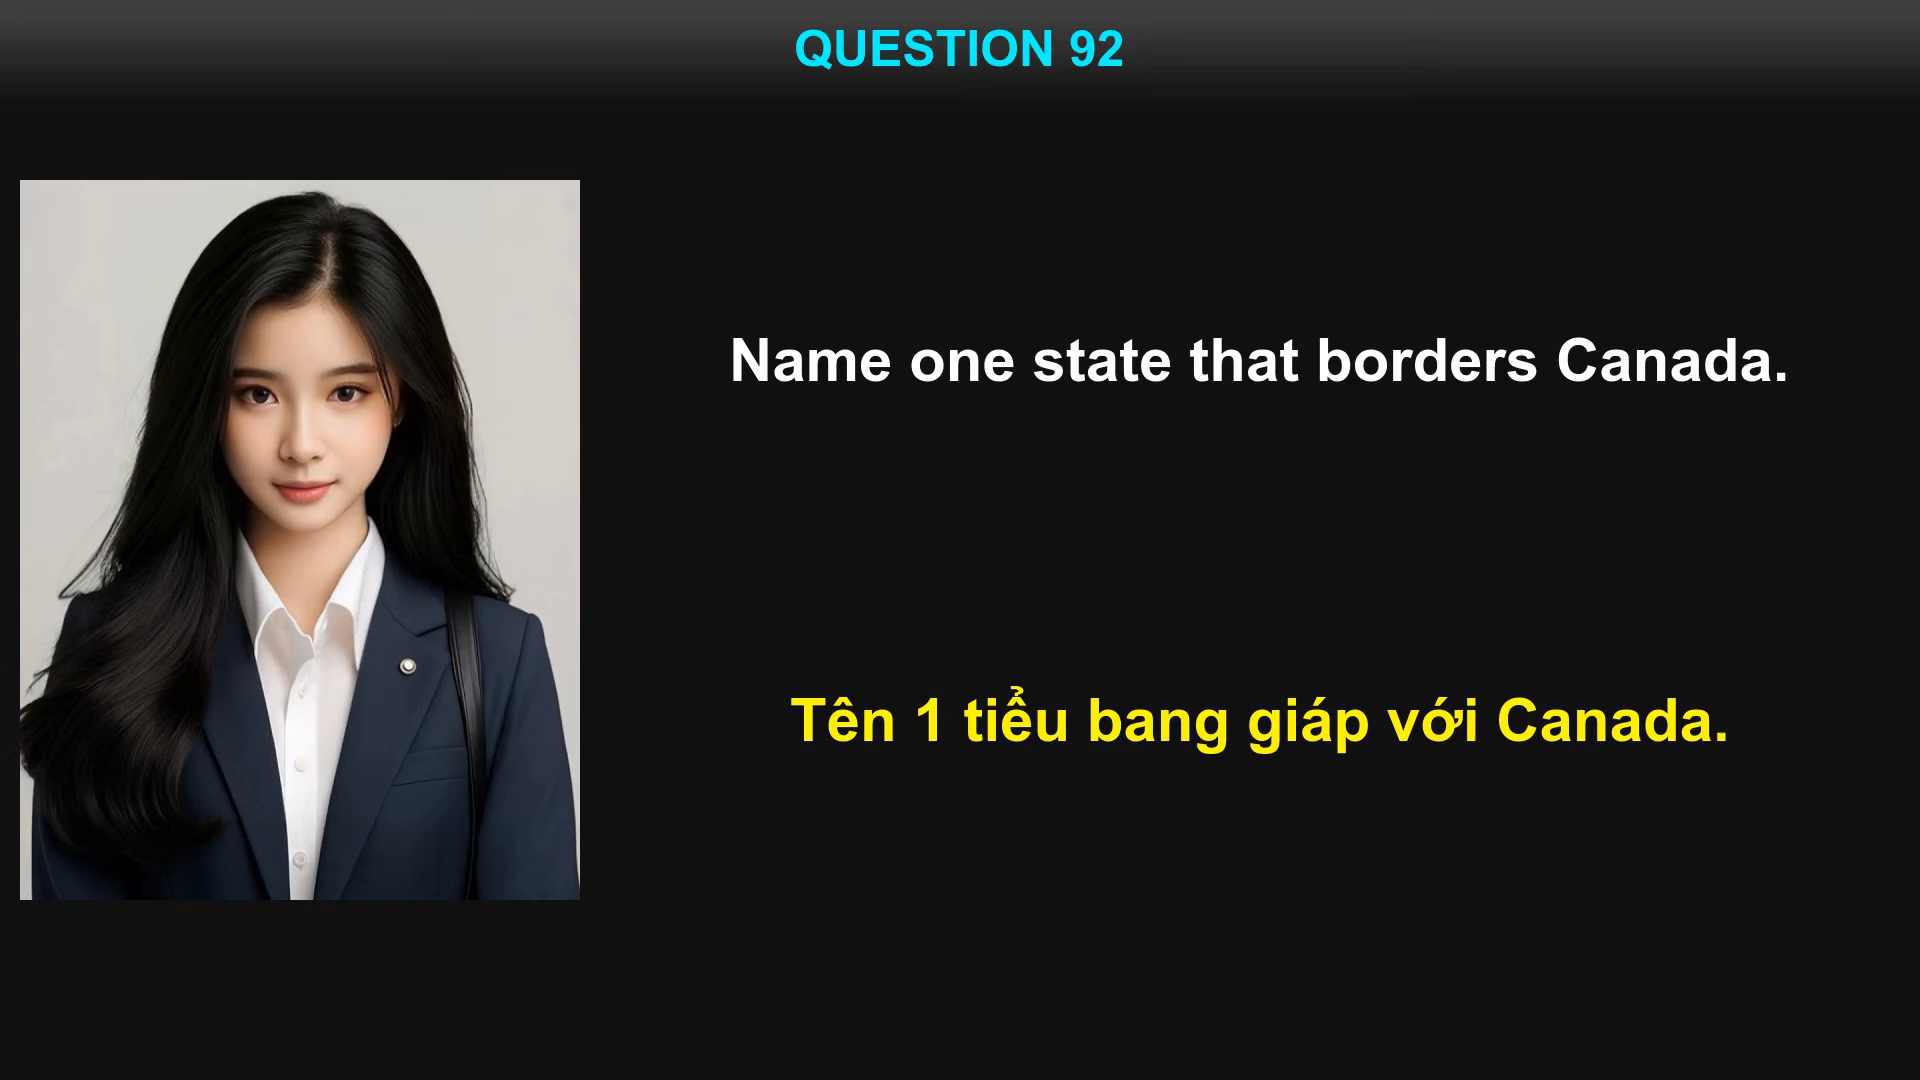 QUESTION 92
Name one state that borders Canada.
Tên 1 tiểu bang giáp với Canada.